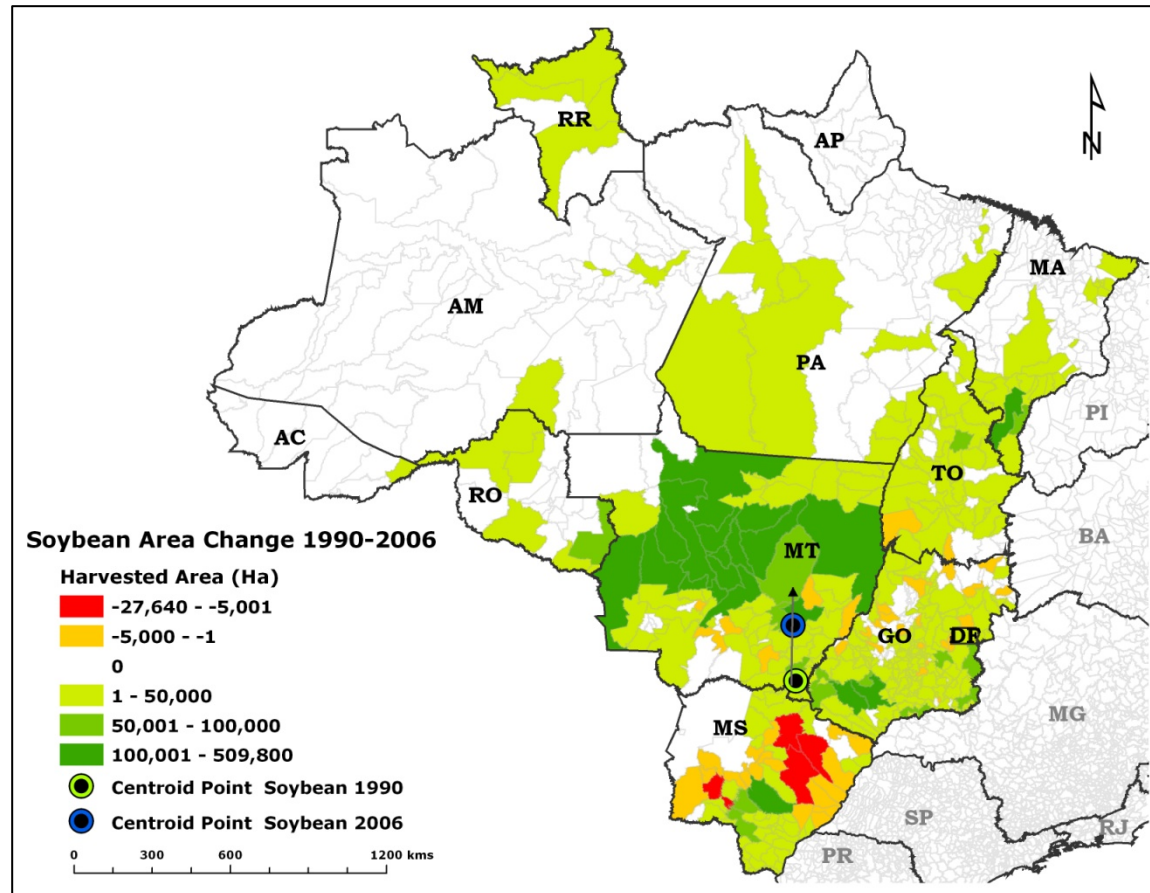 RR
AP
N
AM
MA
PA
PI
AC
TO
RO
BA
Soybean Area Change 1990-2006
MT
Harvested Area (Ha)
-27,640 - -5,001
-5,000 - -1
GO
DF
0
1 - 50,000
50,001 - 100,000
100,001 - 509,800
MS
MG
Centroid Point Soybean 1990
Centroid Point Soybean 2006
SP
RJ
PR
0 300 600 1200 kms